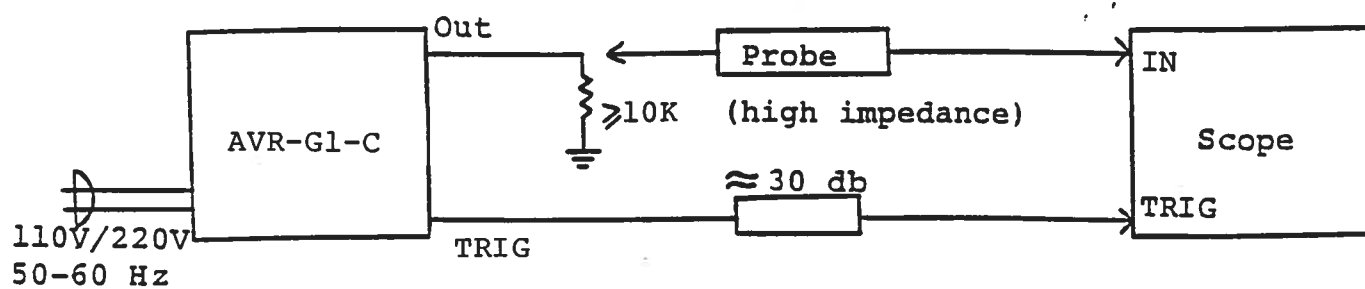 Out
Probe
IN
≥10K
(high impedance)
AVR-G1-C
Scope
≈ 30 db
TRIG
TRIG
110V/220V
50-60 Hz